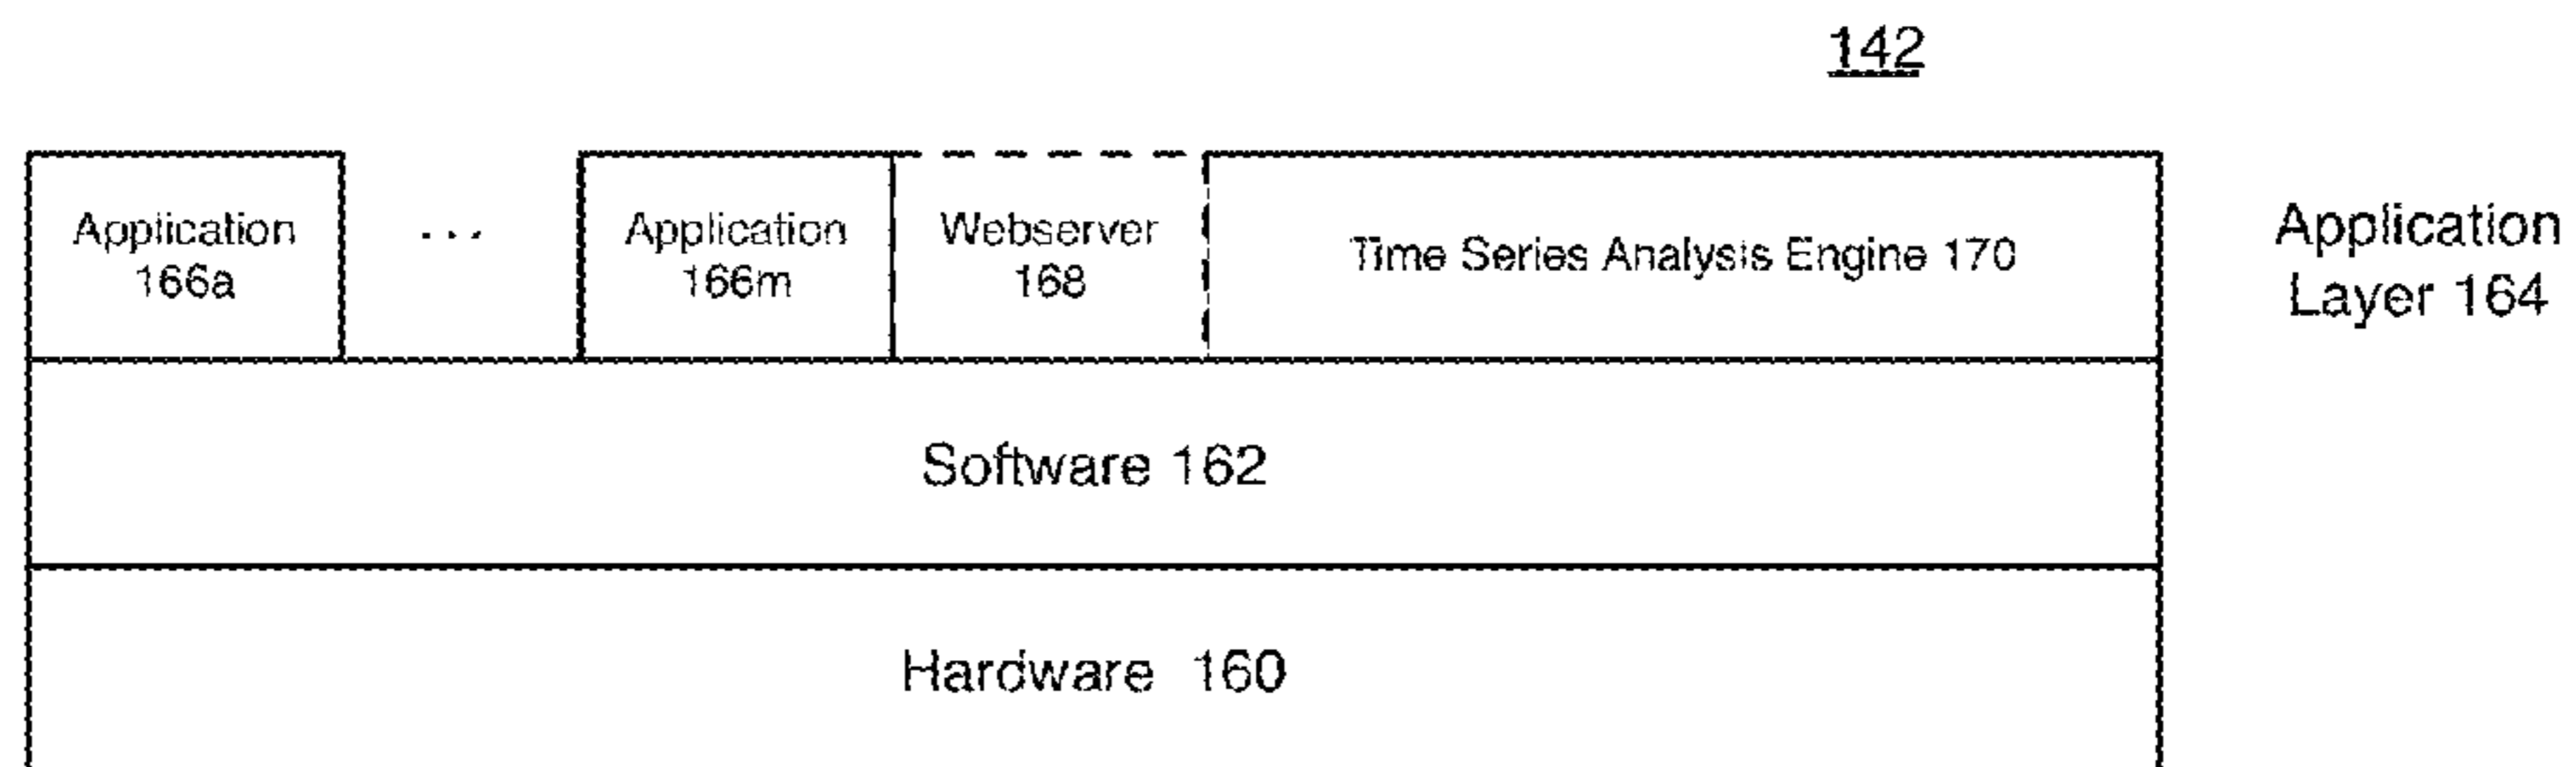 142
Application
166a
...
Application
166m
Webserver
168
Time Series Analysis Engine 170
Application
Layer 164
Software 162
Hardware 160